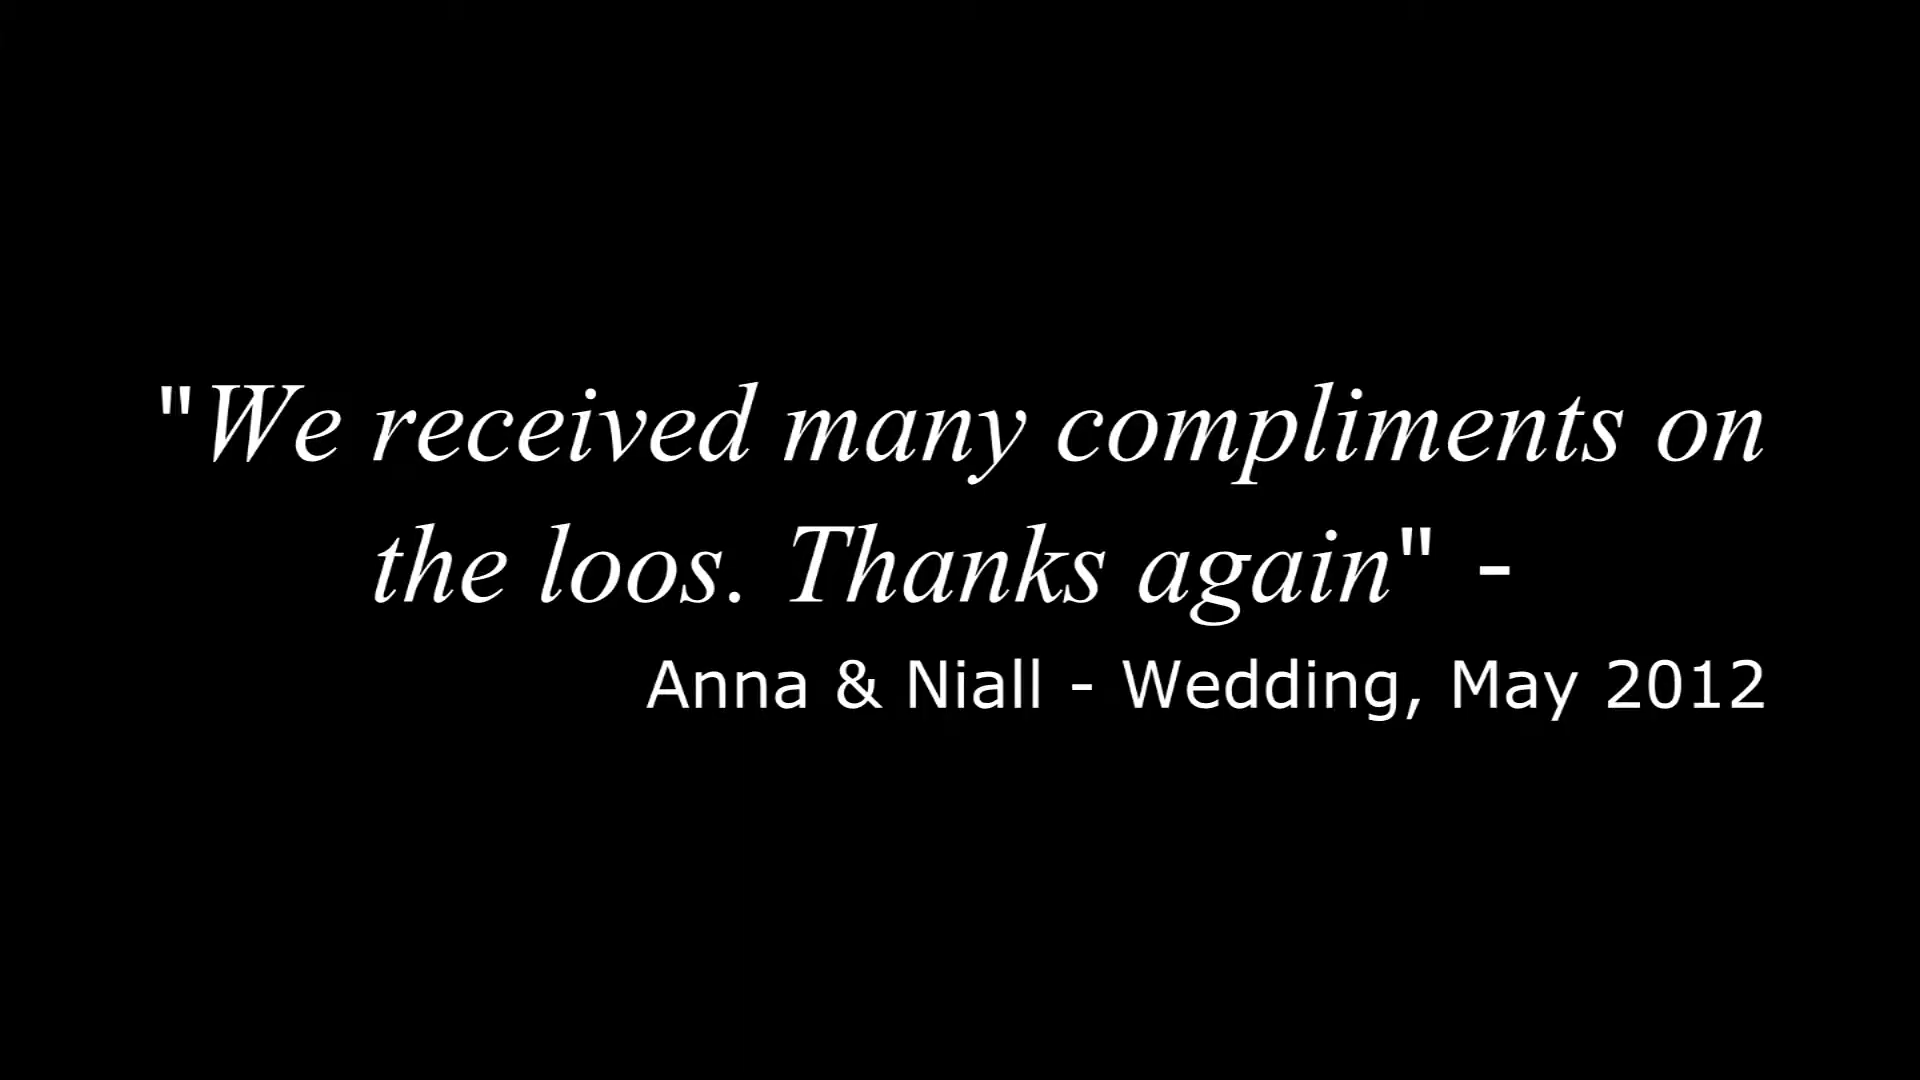 "We received many compliments on
the loos. Thanks again" -
Anna & Niall - Wedding, May 2012